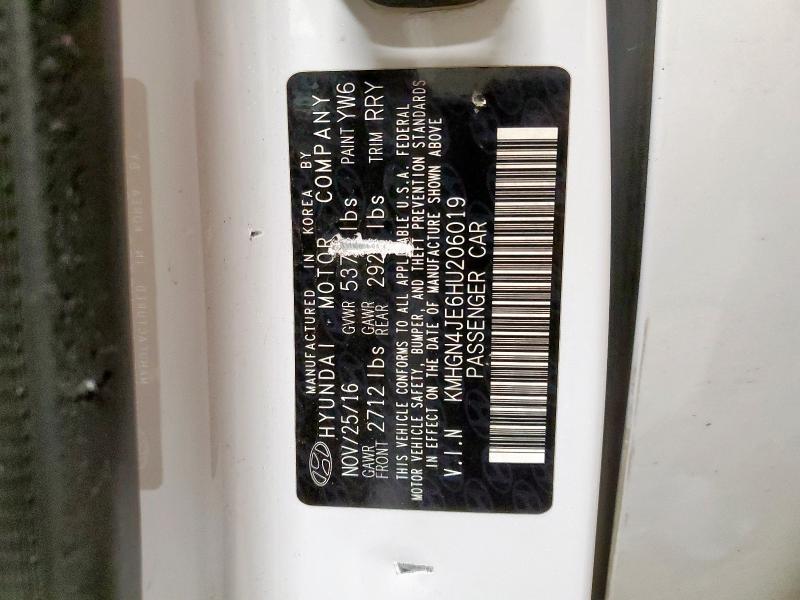 MANUFACTURED IN KOREA BY
HYUNDAI MOTOR COMPANY
NOV/25/16 GVWR lbs PAINT YW6
GAWR FRONT 2712 lbs GAWR REAR lbs TRIM RRY
THIS VEHICLE CONFORMS TO ALL APPLICABLE U.S.A. FEDERAL
MOTOR VEHICLE SAFETY, BUMPER, AND THEFT PREVENTION STANDARDS
IN EFFECT ON THE DATE OF MANUFACTURE SHOWN ABOVE
V.I.N KMHGN4JE6HU206019
PASSENGER CAR